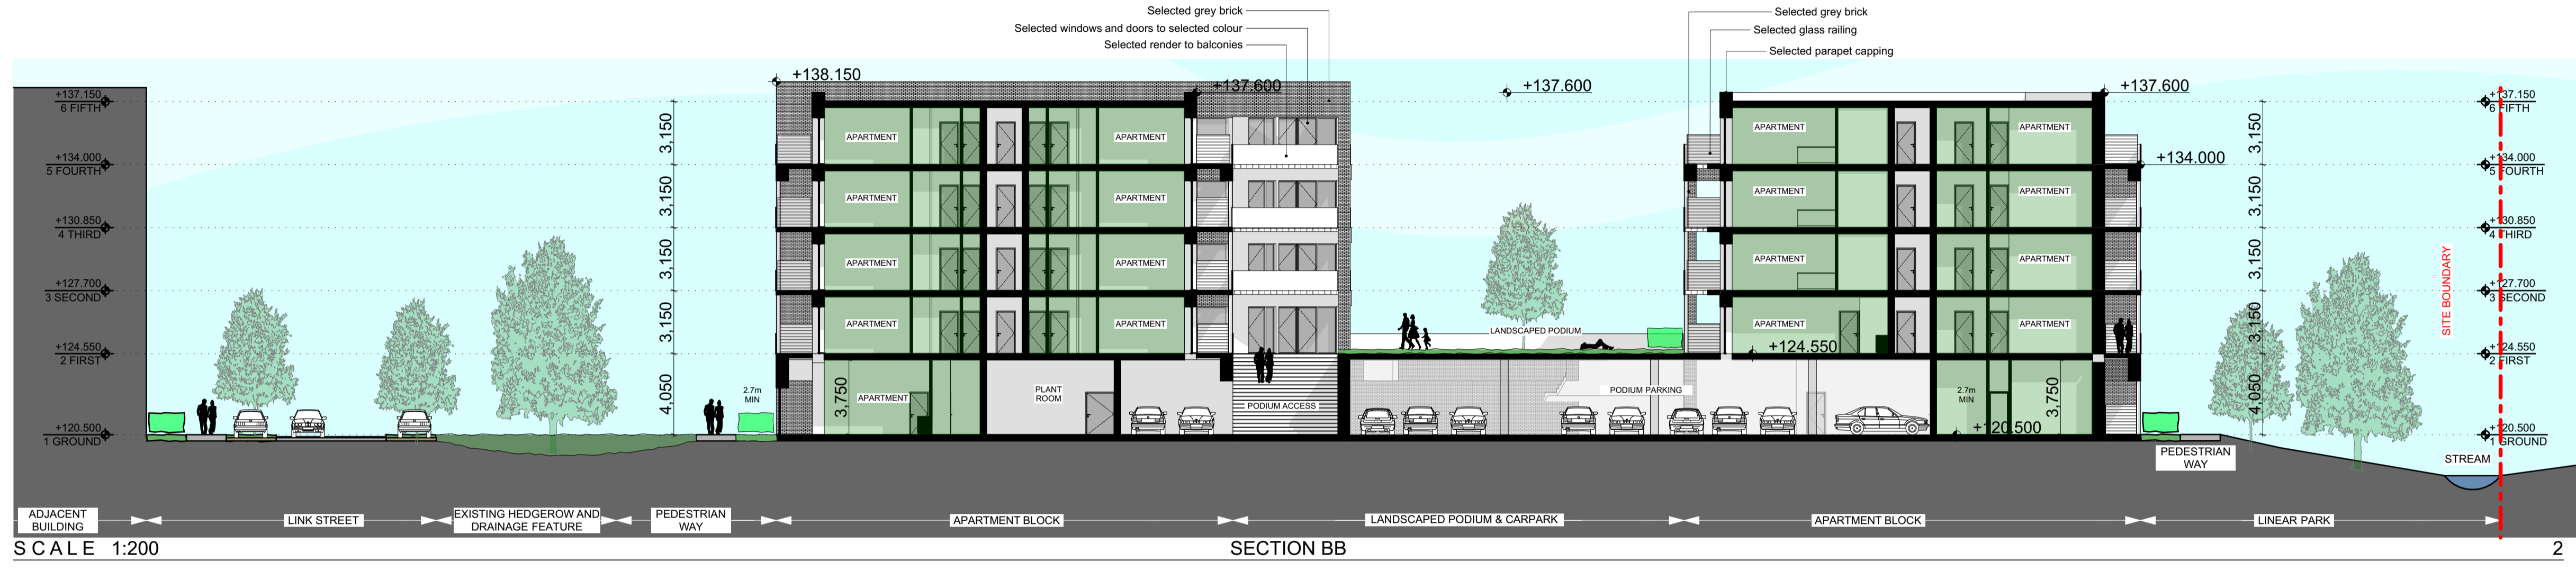 Selected grey brick
Selected windows and doors to selected colour
Selected render to balconies
Selected grey brick
Selected glass railing
Selected parapet capping
+138.150
+137.600
+137.600
+137.600
+137.150
6 FIFTH
+134.000
5 FOURTH
+130.850
4 THIRD
+127.700
3 SECOND
+124.550
2 FIRST
+120.500
1 GROUND
3,150
3,150
3,150
3,150
4,050
2.7m
MIN
APARTMENT
APARTMENT
APARTMENT
APARTMENT
APARTMENT
APARTMENT
APARTMENT
APARTMENT
3,750
APARTMENT
PLANT
ROOM
PODIUM ACCESS
LANDSCAPED PODIUM
PODIUM PARKING
APARTMENT
APARTMENT
APARTMENT
APARTMENT
APARTMENT
APARTMENT
APARTMENT
APARTMENT
+124.550
2.7m
MIN
3,750
+120.500
+134.000
3,150
3,150
3,150
3,150
4,050
PEDESTRIAN
WAY
SITE BOUNDARY
STREAM
+137.150
6 FIFTH
+134.000
5 FOURTH
+130.850
4 THIRD
+127.700
3 SECOND
+124.550
2 FIRST
+120.500
1 GROUND
ADJACENT
BUILDING
LINK STREET
EXISTING HEDGEROW AND
DRAINAGE FEATURE
PEDESTRIAN
WAY
APARTMENT BLOCK
LANDSCAPED PODIUM & CARPARK
APARTMENT BLOCK
LINEAR PARK
SCALE 1:200
SECTION BB
2